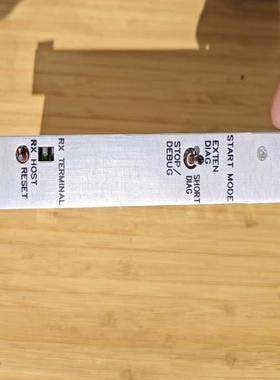 START MODE
EXTEN
DIAG
SHORT
DIAG
STOP/
DEBUG
RX TERMINAL
RX HOST
RESET